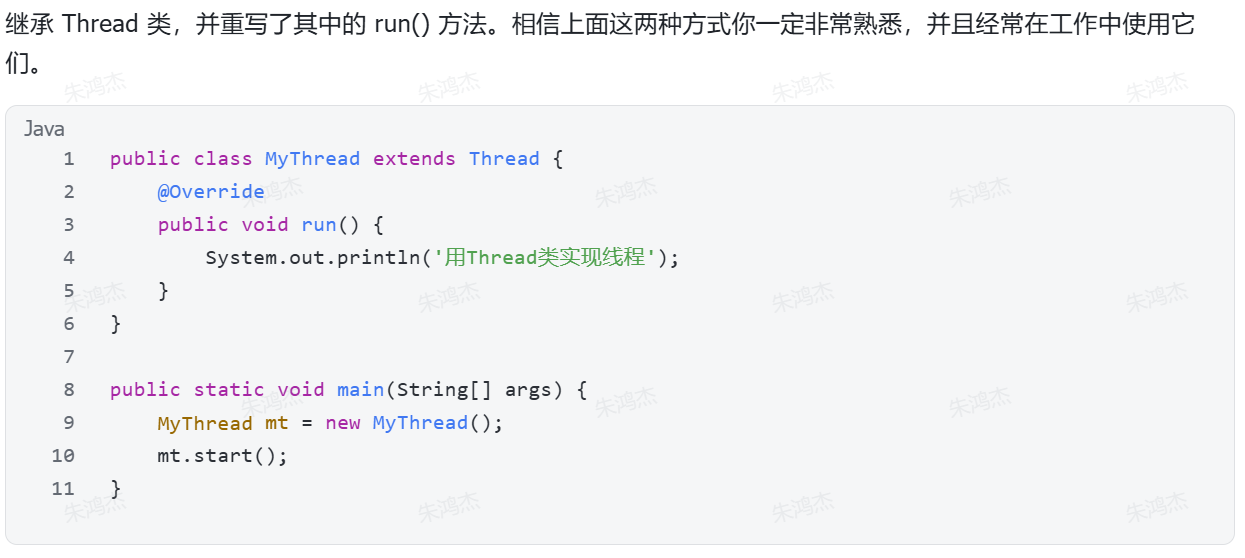 继承 Thread 类，并重写了其中的 run() 方法。相信上面这两种方式你一定非常熟悉，并且经常在工作中使用它
们。
朱鸿杰 朱鸿杰 朱鸿杰 朱鸿杰
Java
1 public class MyThread extends Thread {
2     @Override
朱鸿杰 朱鸿杰 朱鸿杰
3     public void run() {
4         System.out.println('用Thread类实现线程');
5     }
朱鸿杰 朱鸿杰 朱鸿杰 朱鸿杰
6 }
7
8 public static void main(String[] args) {
朱鸿杰 朱鸿杰 朱鸿杰
9     MyThread mt = new MyThread();
10     mt.start();
11 }
朱鸿杰 朱鸿杰 朱鸿杰 朱鸿杰